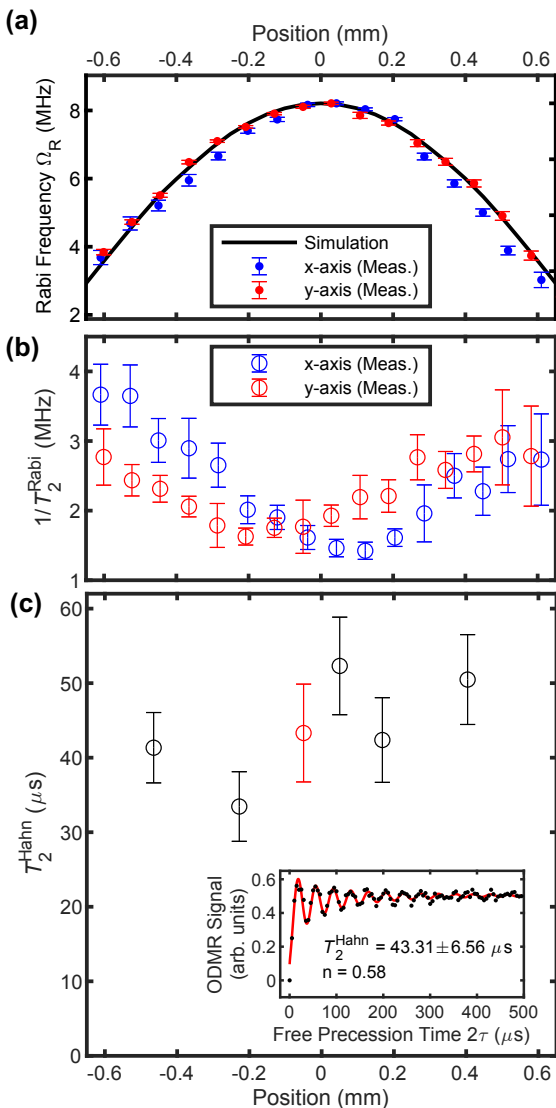 (a)
Position (mm)
-0.6 -0.4 -0.2 0 0.2 0.4 0.6
Rabi Frequency Ω_R (MHz)
8
6
4
2
Simulation
x-axis (Meas.)
y-axis (Meas.)
(b)
1/T_2^Rabi (MHz)
4
3
2
1
x-axis (Meas.)
y-axis (Meas.)
(c)
T_2^Hahn (μs)
60
50
40
30
20
10
0
ODMR Signal
(arb. units)
0.6
0.4
0.2
0
T_2^Hahn = 43.31±6.56 μs
n = 0.58
0 100 200 300 400 500
Free Precession Time 2τ (μs)
-0.6 -0.4 -0.2 0 0.2 0.4 0.6
Position (mm)